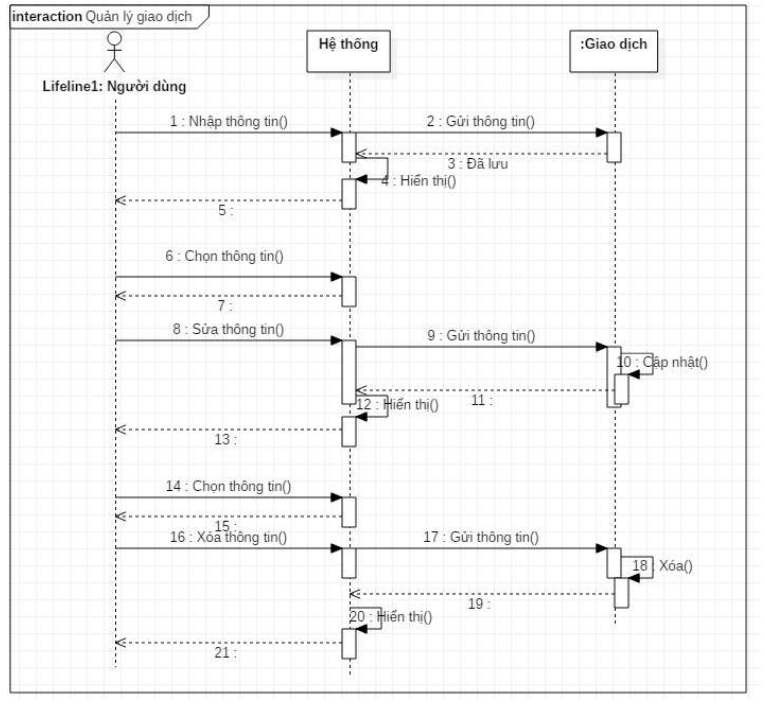 interaction Quản lý giao dịch
Hệ thống
:Giao dịch
Lifeline1: Người dùng
1 : Nhập thông tin()
2 : Gửi thông tin()
3 : Đã lưu
4 : Hiển thị()
5 :
6 : Chọn thông tin()
7 :
8 : Sửa thông tin()
9 : Gửi thông tin()
10 : Cập nhật()
11 :
12 : Hiển thị()
13 :
14 : Chọn thông tin()
15 :
16 : Xóa thông tin()
17 : Gửi thông tin()
18 : Xóa()
19 :
20 : Hiển thị()
21 :